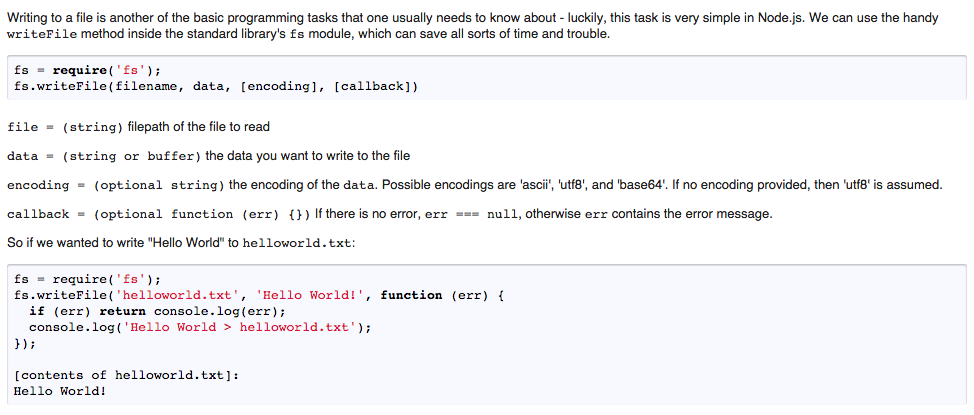 Writing to a file is another of the basic programming tasks that one usually needs to know about - luckily, this task is very simple in Node.js. We can use the handy
writeFile method inside the standard library's fs module, which can save all sorts of time and trouble.
fs = require('fs');
fs.writeFile(filename, data, [encoding], [callback])
file = (string) filepath of the file to read
data = (string or buffer) the data you want to write to the file
encoding = (optional string) the encoding of the data. Possible encodings are 'ascii', 'utf8', and 'base64'. If no encoding provided, then 'utf8' is assumed.
callback = (optional function (err) {}) If there is no error, err === null, otherwise err contains the error message.
So if we wanted to write "Hello World" to helloworld.txt:
fs = require('fs');
fs.writeFile('helloworld.txt', 'Hello World!', function (err) {
  if (err) return console.log(err);
  console.log('Hello World > helloworld.txt');
});
[contents of helloworld.txt]:
Hello World!